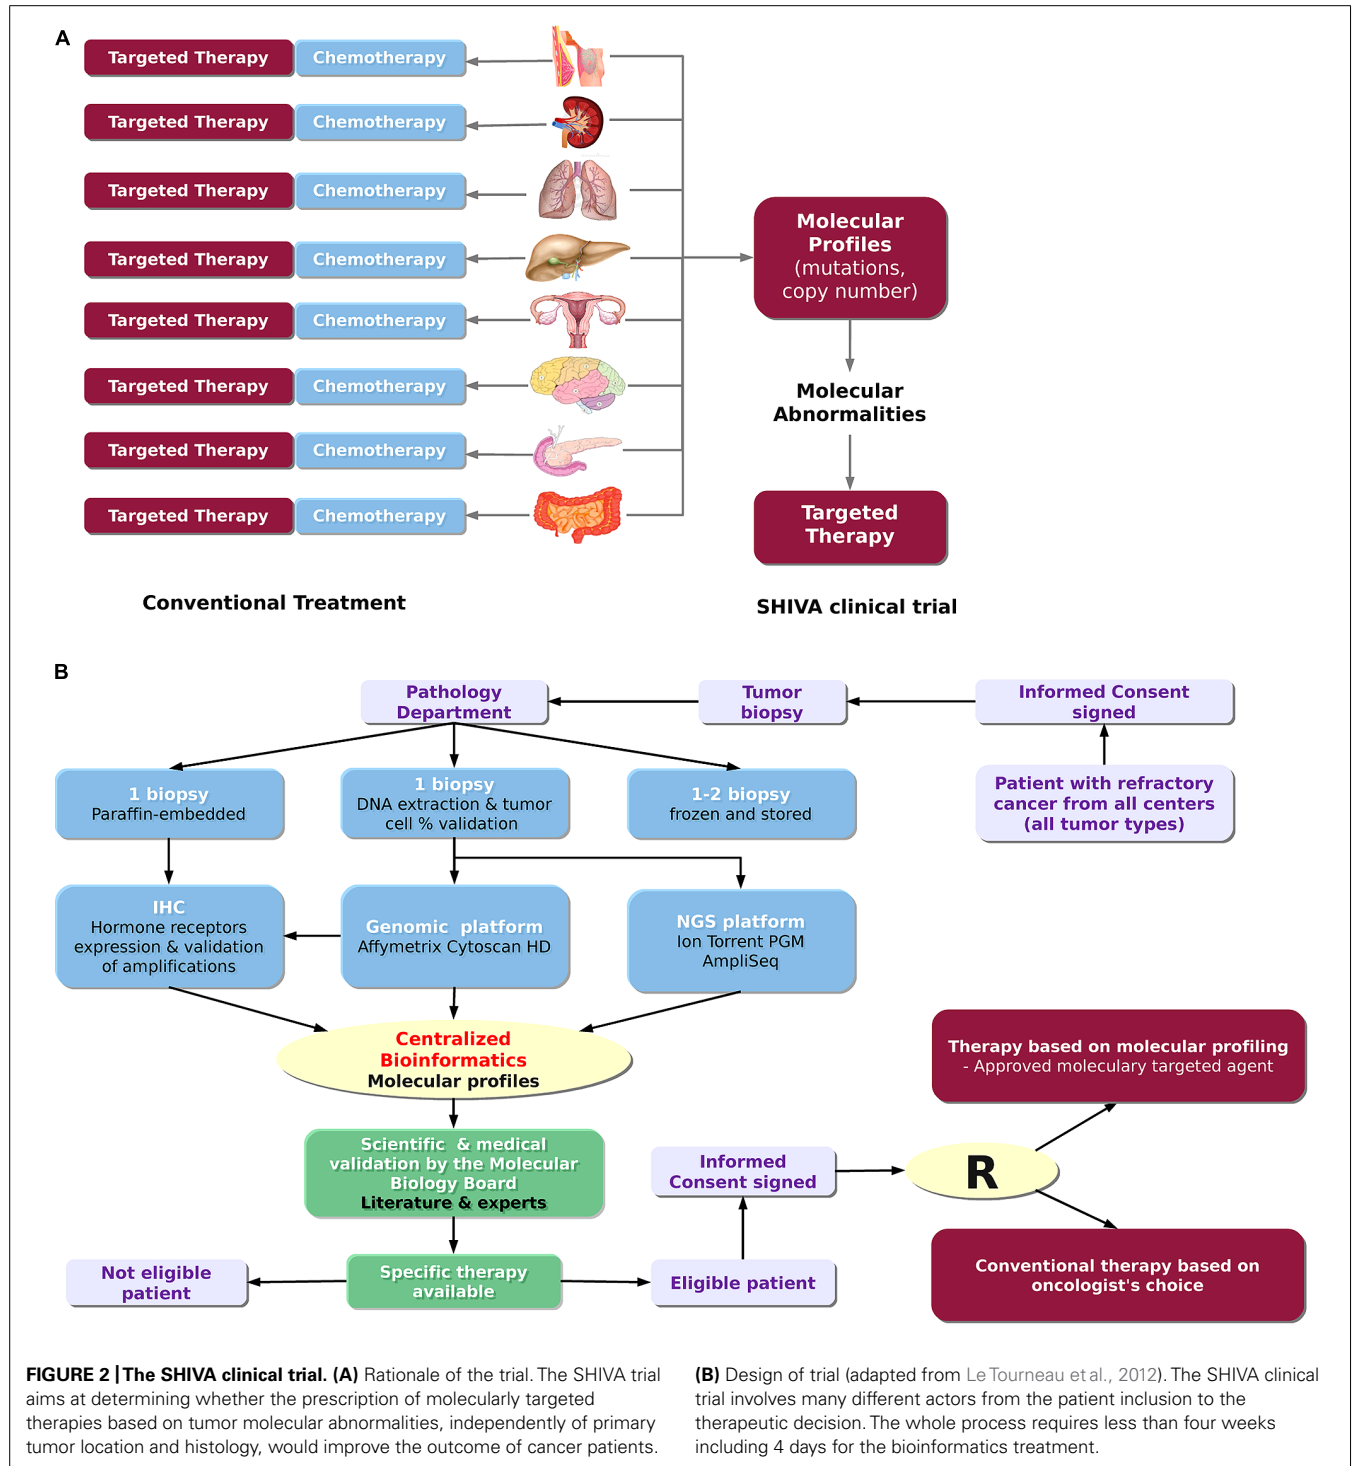 A
Targeted Therapy Chemotherapy
Targeted Therapy Chemotherapy
Targeted Therapy Chemotherapy
Targeted Therapy Chemotherapy
Targeted Therapy Chemotherapy
Targeted Therapy Chemotherapy
Targeted Therapy Chemotherapy
Targeted Therapy Chemotherapy
Molecular
Profiles
(mutations,
copy number)
Molecular
Abnormalities
Targeted
Therapy
Conventional Treatment
SHIVA clinical trial
B
Pathology
Department
Tumor
biopsy
Informed Consent
signed
Patient with refractory
cancer from all centers
(all tumor types)
1 biopsy
Paraffin-embedded
1 biopsy
DNA extraction & tumor
cell % validation
1-2 biopsy
frozen and stored
IHC
Hormone receptors
expression & validation
of amplifications
Genomic platform
Affymetrix Cytoscan HD
NGS platform
Ion Torrent PGM
AmpliSeq
Centralized
Bioinformatics
Molecular profiles
Scientific & medical
validation by the Molecular
Biology Board
Literature & experts
Specific therapy
available
Not eligible
patient
Eligible patient
Informed
Consent signed
R
Therapy based on molecular profiling
- Approved moleculary targeted agent
Conventional therapy based on
oncologist's choice
FIGURE 2 | The SHIVA clinical trial. (A) Rationale of the trial. The SHIVA trial
aims at determining whether the prescription of molecularly targeted
therapies based on tumor molecular abnormalities, independently of primary
tumor location and histology, would improve the outcome of cancer patients.
(B) Design of trial (adapted from Le Tourneau et al., 2012). The SHIVA clinical
trial involves many different actors from the patient inclusion to the
therapeutic decision. The whole process requires less than four weeks
including 4 days for the bioinformatics treatment.